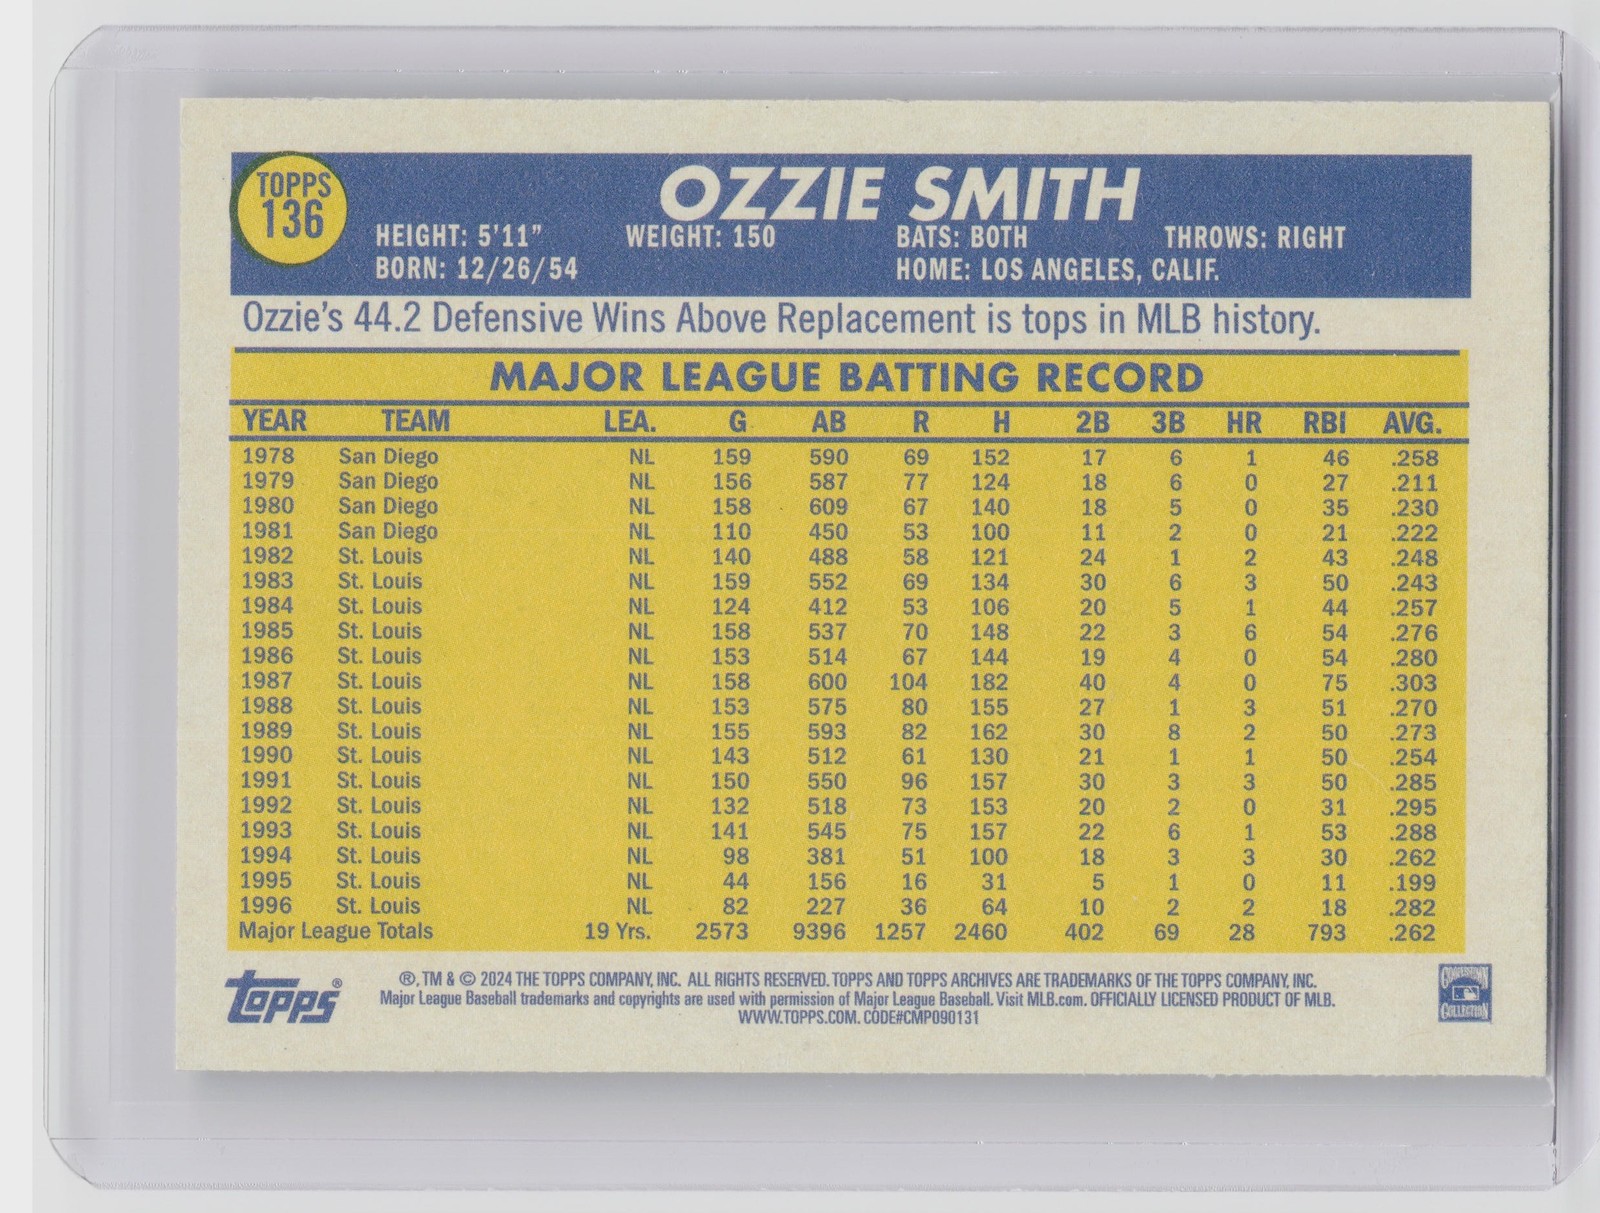 TOPPS
136
OZZIE SMITH
HEIGHT: 5'11" WEIGHT: 150 BATS: BOTH THROWS: RIGHT
BORN: 12/26/54 HOME: LOS ANGELES, CALIF.
Ozzie's 44.2 Defensive Wins Above Replacement is tops in MLB history.
MAJOR LEAGUE BATTING RECORD
YEAR TEAM LEA. G AB R H 2B 3B HR RBI AVG.
1978 San Diego NL 159 590 69 152 17 6 1 46 .258
1979 San Diego NL 156 587 77 124 18 6 0 27 .211
1980 San Diego NL 158 609 67 140 18 5 0 35 .230
1981 San Diego NL 110 450 53 100 11 2 0 21 .222
1982 St. Louis NL 140 488 58 121 24 1 2 43 .248
1983 St. Louis NL 159 552 69 134 30 6 3 50 .243
1984 St. Louis NL 124 412 53 106 20 5 1 44 .257
1985 St. Louis NL 158 537 70 148 22 3 6 54 .276
1986 St. Louis NL 153 514 67 144 19 4 0 54 .280
1987 St. Louis NL 158 600 104 182 40 4 0 75 .303
1988 St. Louis NL 153 575 80 155 27 1 3 51 .270
1989 St. Louis NL 155 593 82 162 30 8 2 50 .273
1990 St. Louis NL 143 512 61 130 21 1 1 50 .254
1991 St. Louis NL 150 550 96 157 30 3 3 50 .285
1992 St. Louis NL 132 518 73 153 20 2 0 31 .295
1993 St. Louis NL 141 545 75 157 22 6 1 53 .288
1994 St. Louis NL 98 381 51 100 18 3 3 30 .262
1995 St. Louis NL 44 156 16 31 5 1 0 11 .199
1996 St. Louis NL 82 227 36 64 10 2 2 18 .282
Major League Totals 19 Yrs. 2573 9396 1257 2460 402 69 28 793 .262
topps®
®, TM & © 2024 THE TOPPS COMPANY, INC. ALL RIGHTS RESERVED. TOPPS AND TOPPS ARCHIVES ARE TRADEMARKS OF THE TOPPS COMPANY, INC.
Major League Baseball trademarks and copyrights are used with permission of Major League Baseball. Visit MLB.com. OFFICIALLY LICENSED PRODUCT OF MLB.
WWW.TOPPS.COM. CODE#CMP090131
COOPERSTOWN
COLLECTION